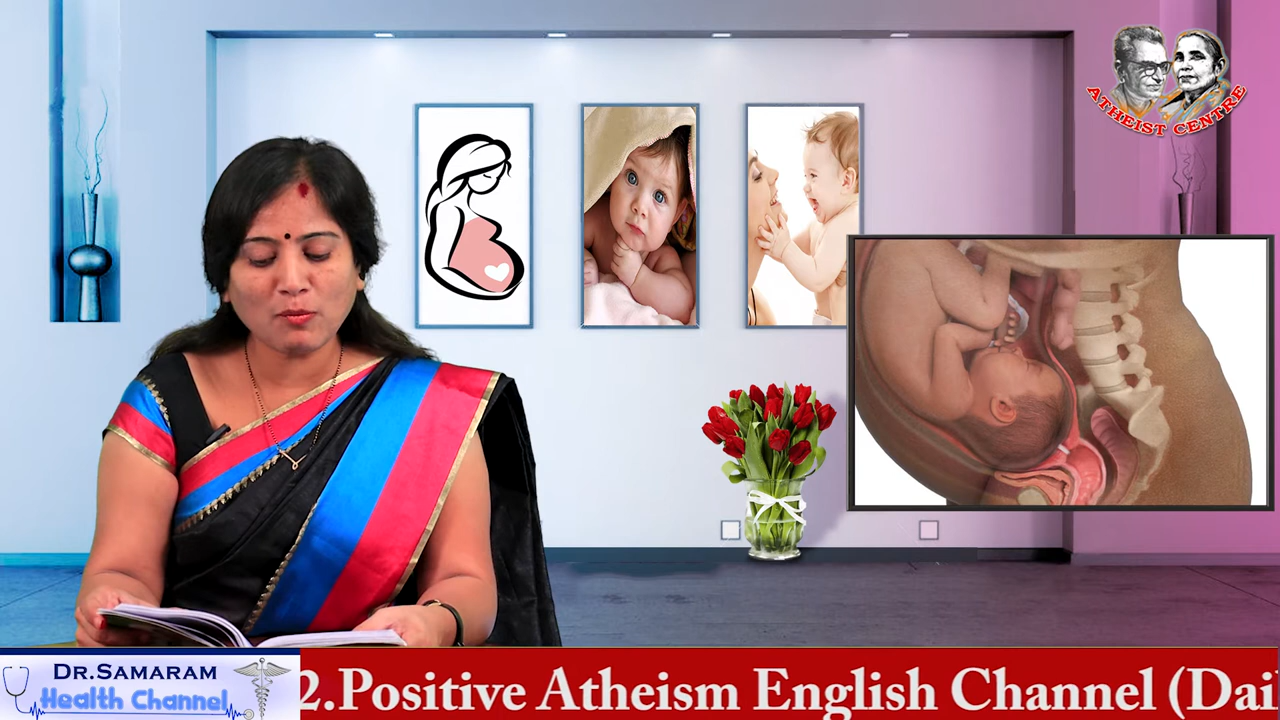 ATHEIST CENTRE
DR.SAMARAM
Health Channel
2.Positive Atheism English Channel (Dai